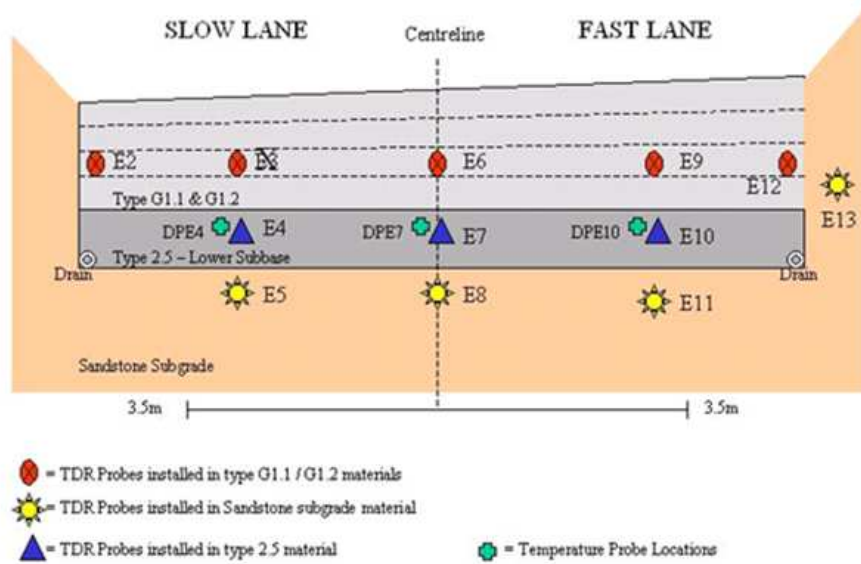 SLOW LANE
Centreline
FAST LANE
E2
E3
X
E6
E9
E12
E13
Type G1.1 & G1.2
DPE4
E4
DPE7
E7
DPE10
E10
Type 2.5 – Lower Subbase
Drain
Drain
E5
E8
E11
Sandstone Subgrade
3.5m
3.5m
= TDR Probes installed in type G1.1 / G1.2 materials
= TDR Probes installed in Sandstone subgrade material
= TDR Probes installed in type 2.5 material
= Temperature Probe Locations